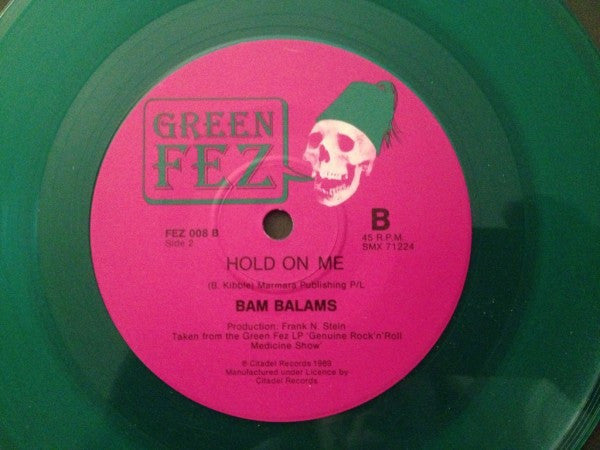 GREEN
FEZ
FEZ 008 B
Side 2
B
45 R.P.M.
SMX 71224
HOLD ON ME
(B. Kibble) Marmara Publishing P/L
BAM BALAMS
Production: Frank N. Stein
Taken from the Green Fez LP 'Genuine Rock'n'Roll
Medicine Show'
℗ Citadel Records 1989
Manufactured under Licence by
Citadel Records